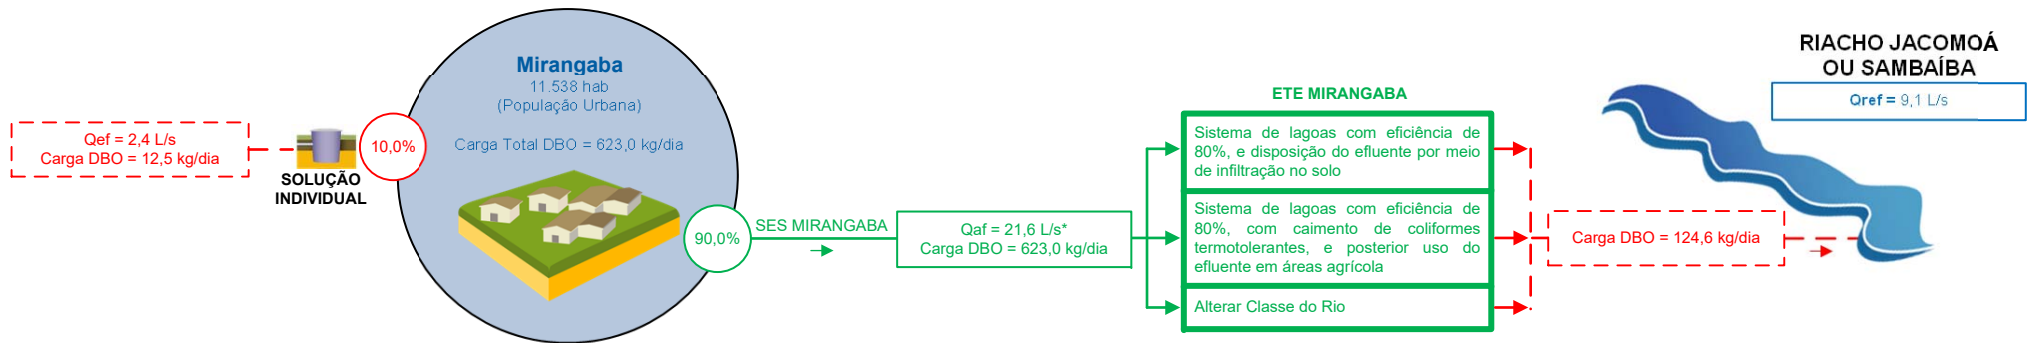 Qef = 2,4 L/s
Carga DBO = 12,5 kg/dia
SOLUÇÃO
INDIVIDUAL
10,0%
Mirangaba
11.538 hab
(População Urbana)
Carga Total DBO = 623,0 kg/dia
90,0%
SES MIRANGABA
Qaf = 21,6 L/s*
Carga DBO = 623,0 kg/dia
ETE MIRANGABA
Sistema de lagoas com eficiência de
80%, e disposição do efluente por meio
de infiltração no solo
Sistema de lagoas com eficiência de
80%, com caimento de coliformes
termotolerantes, e posterior uso do
efluente em áreas agrícola
Alterar Classe do Rio
Carga DBO = 124,6 kg/dia
RIACHO JACOMOÁ
OU SAMBAÍBA
Qref = 9,1 L/s